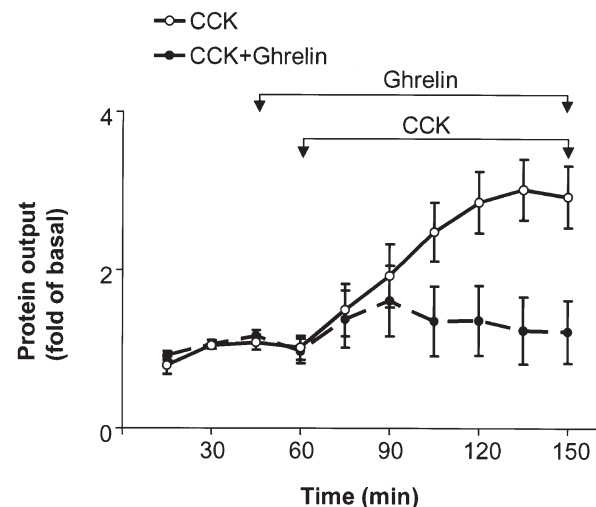 CCK
CCK+Ghrelin
Ghrelin
CCK
4
2
0
Protein output
(fold of basal)
30 60 90 120 150
Time (min)